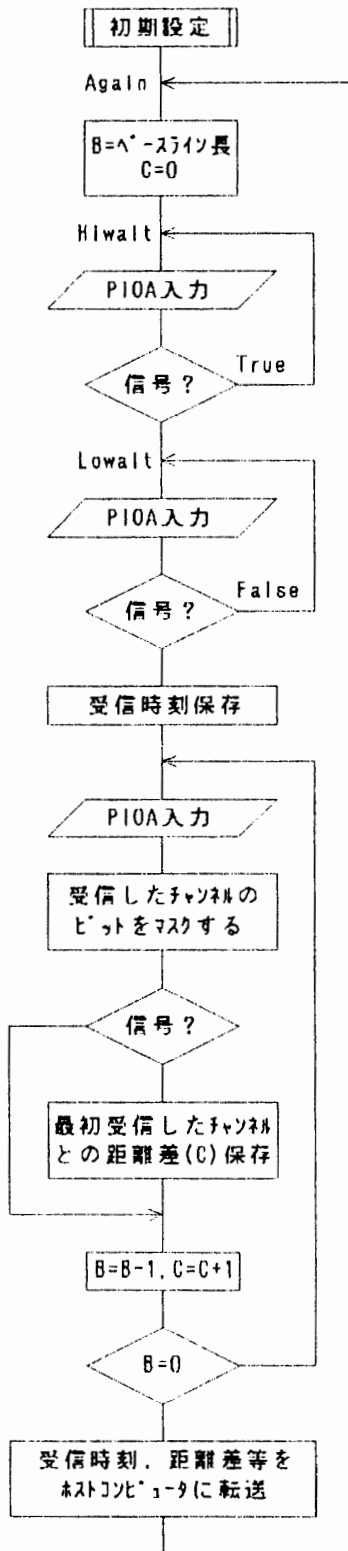 初期設定
Again
B=ﾍﾞｰｽﾗｲﾝ長
C=0
Hiwait
PIOA入力
信号？
True
Lowait
PIOA入力
信号？
False
受信時刻保存
PIOA入力
受信したﾁｬﾝﾈﾙの
ﾋﾞｯﾄをﾏｽｸする
信号？
最初受信したﾁｬﾝﾈﾙ
との距離差(C)保存
B=B-1, C=C+1
B=0
受信時刻, 距離差等を
ﾎｽﾄｺﾝﾋﾟｭｰﾀに転送